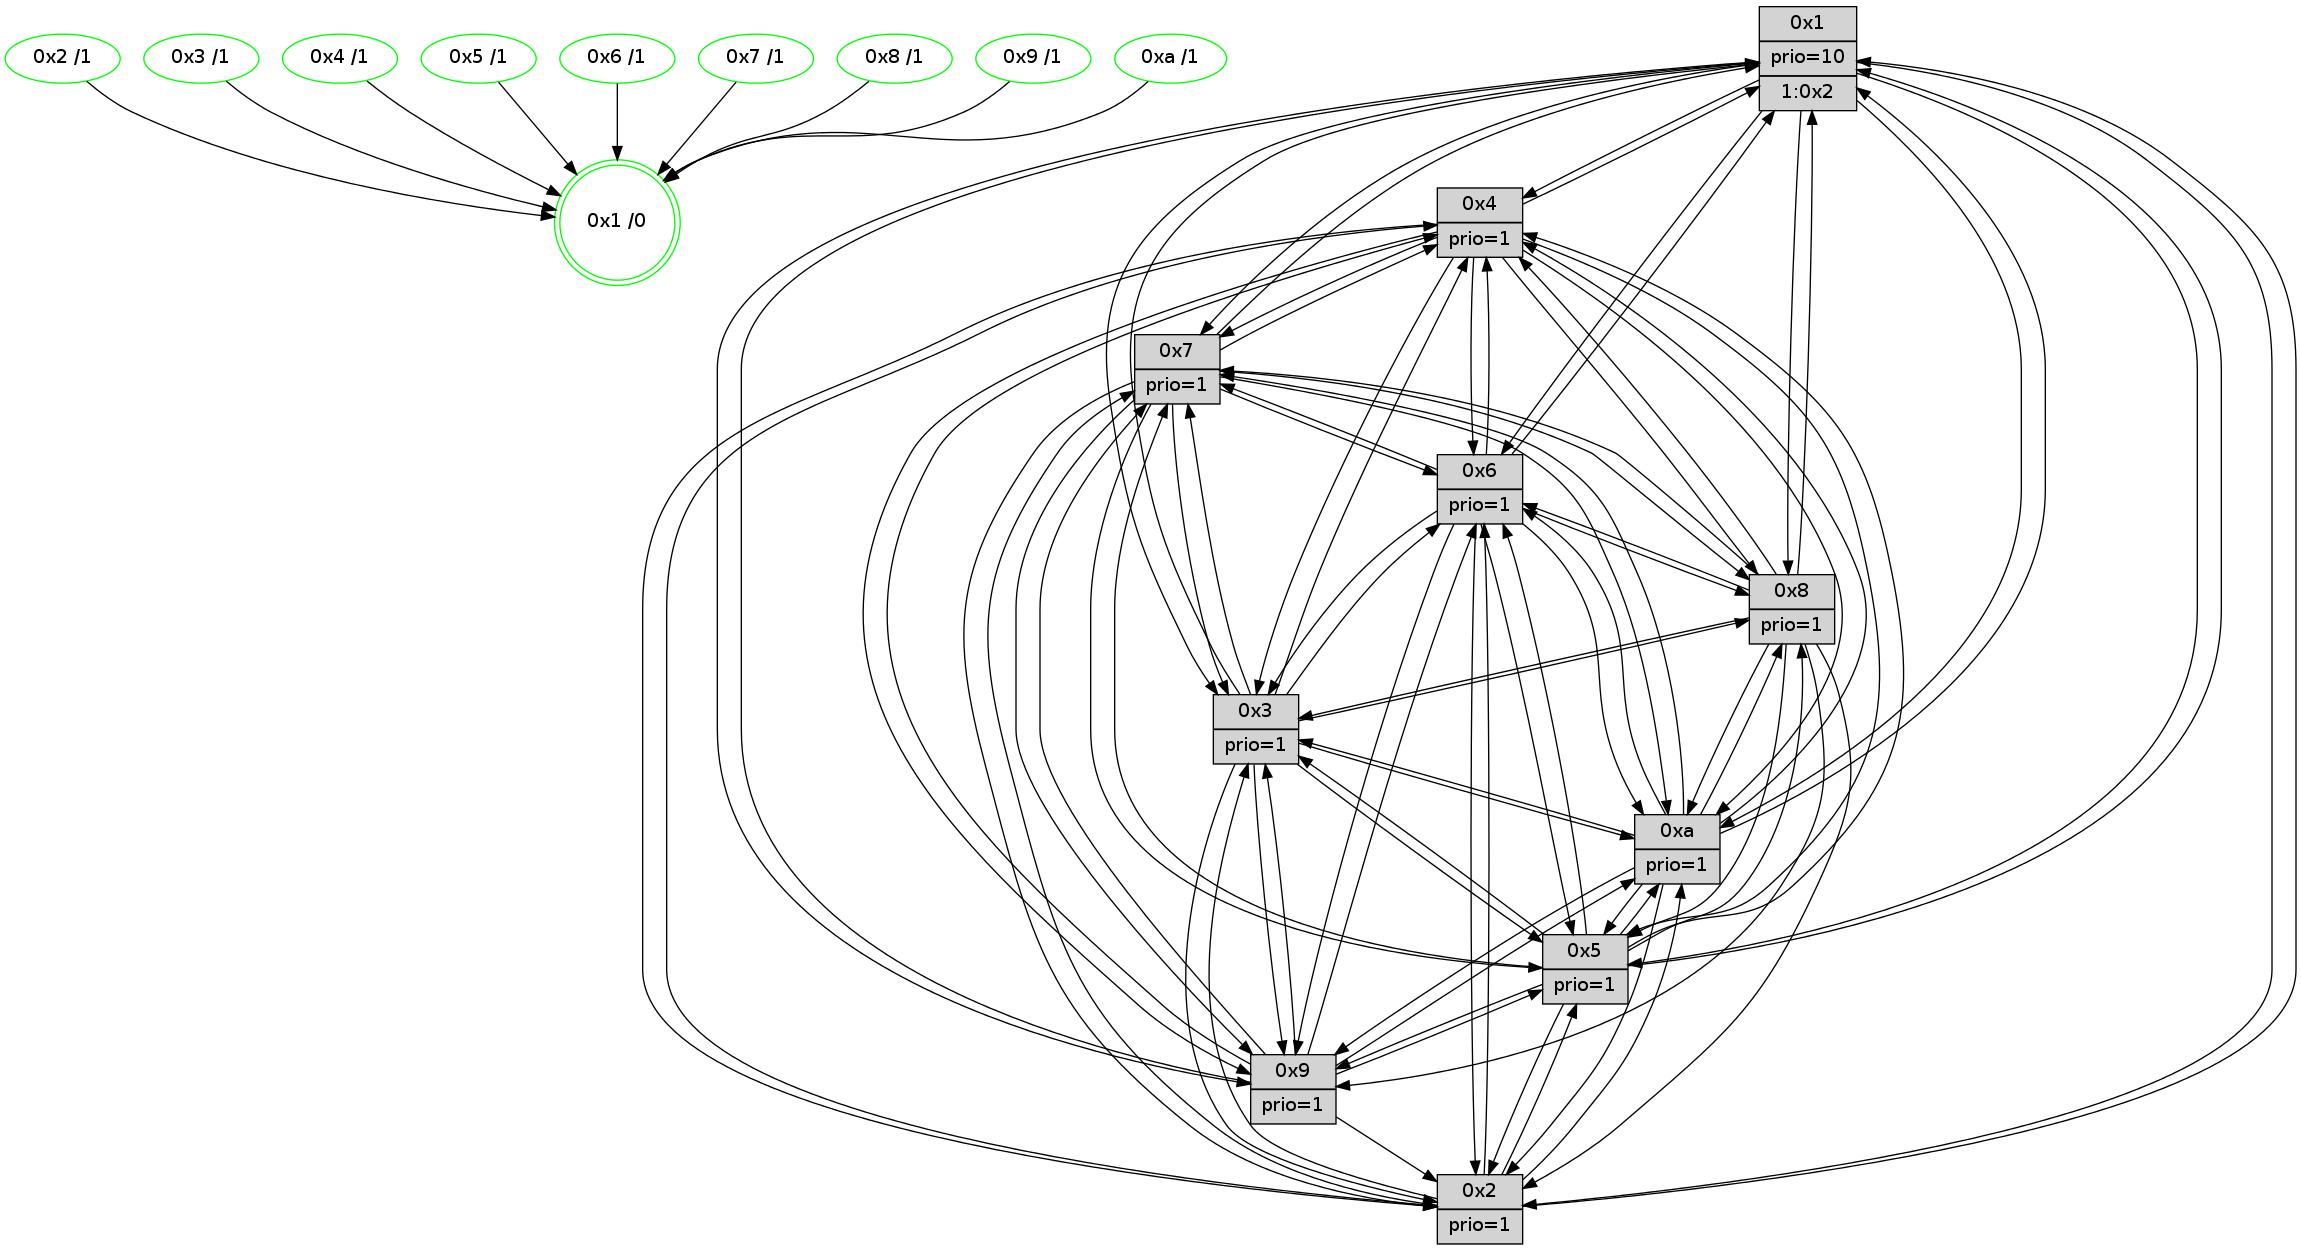 0x2 /1
0x3 /1
0x4 /1
0x5 /1
0x6 /1
0x7 /1
0x8 /1
0x9 /1
0xa /1
0x1 /0
0x1
prio=10
1:0x2
0x4
prio=1
0x7
prio=1
0x6
prio=1
0x8
prio=1
0x3
prio=1
0xa
prio=1
0x5
prio=1
0x9
prio=1
0x2
prio=1